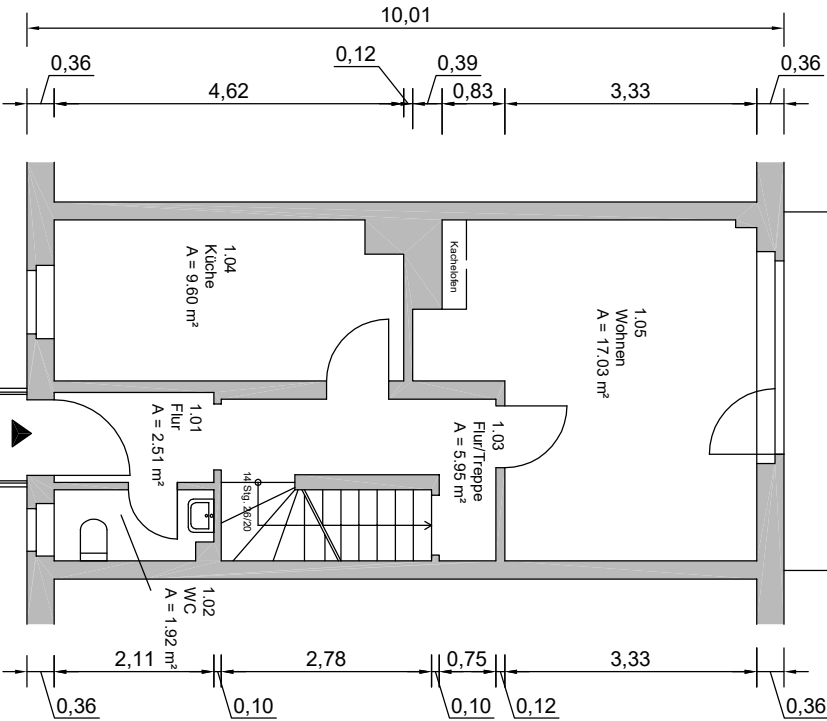 10,01
0,36
4,62
0,12
0,39
0,83
3,33
0,36
1.04
Küche
A = 9.60 m²
Kachelofen
1.05
Wohnen
A = 17.03 m²
1.01
Flur
A = 2.51 m²
1.03
Flur/Treppe
A = 5.95 m²
14 Stg. 26/20
1.02
WC
A = 1.92 m²
2,11
2,78
0,75
3,33
0,36
0,10
0,10
0,12
0,36